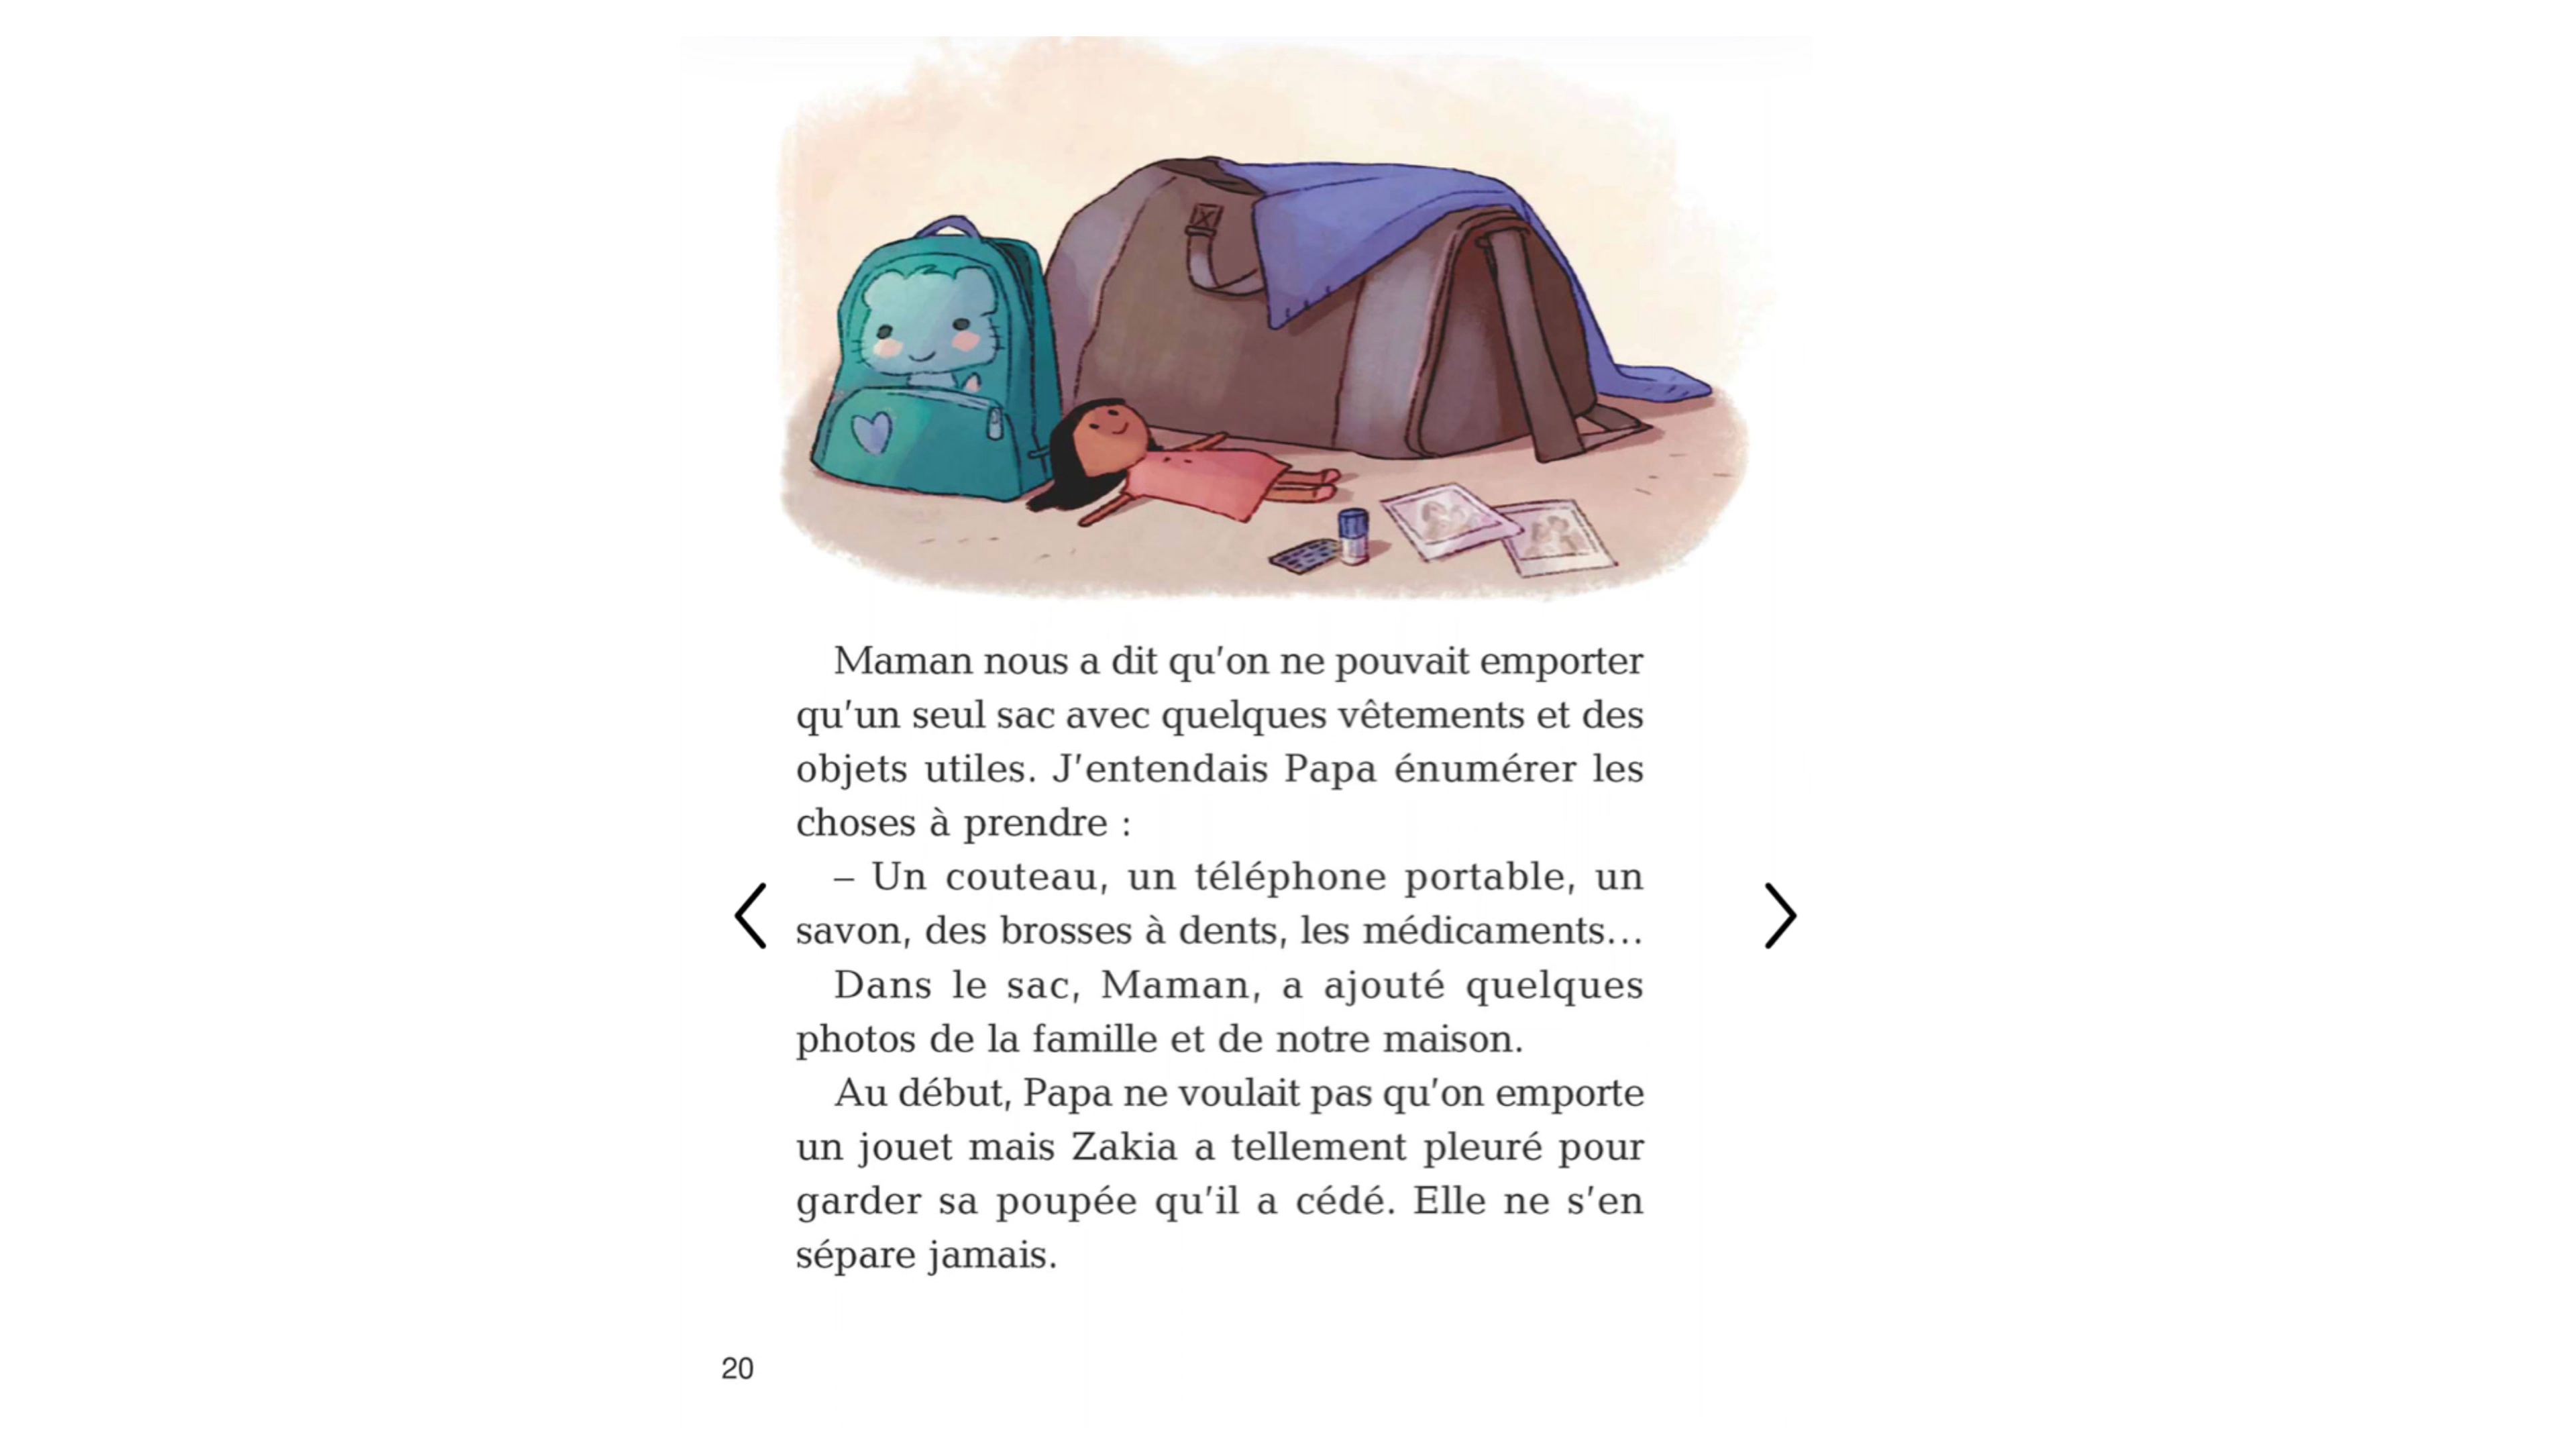 Maman nous a dit qu’on ne pouvait emporter
qu’un seul sac avec quelques vêtements et des
objets utiles. J’entendais Papa énumérer les
choses à prendre :
– Un couteau, un téléphone portable, un
savon, des brosses à dents, les médicaments…
Dans le sac, Maman, a ajouté quelques
photos de la famille et de notre maison.
Au début, Papa ne voulait pas qu’on emporte
un jouet mais Zakia a tellement pleuré pour
garder sa poupée qu’il a cédé. Elle ne s’en
sépare jamais.
20